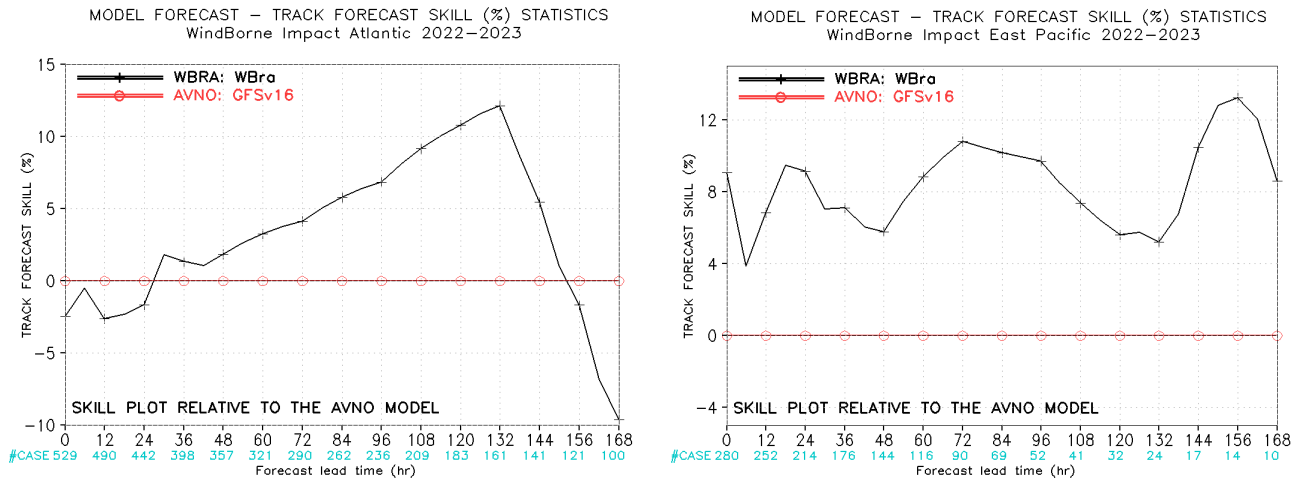 MODEL FORECAST – TRACK FORECAST SKILL (%) STATISTICS
WindBorne Impact Atlantic 2022–2023
WBRA: WBra
AVNO: GFSv16
TRACK FORECAST SKILL (%)
15
10
5
0
−5
−10
SKILL PLOT RELATIVE TO THE AVNO MODEL
0 12 24 36 48 60 72 84 96 108 120 132 144 156 168
#CASE 529 490 442 398 357 321 290 262 236 209 183 161 141 121 100
Forecast lead time (hr)
MODEL FORECAST – TRACK FORECAST SKILL (%) STATISTICS
WindBorne Impact East Pacific 2022–2023
WBRA: WBra
AVNO: GFSv16
TRACK FORECAST SKILL (%)
12
8
4
0
−4
SKILL PLOT RELATIVE TO THE AVNO MODEL
0 12 24 36 48 60 72 84 96 108 120 132 144 156 168
#CASE 280 252 214 176 144 116 90 69 52 41 32 24 17 14 10
Forecast lead time (hr)